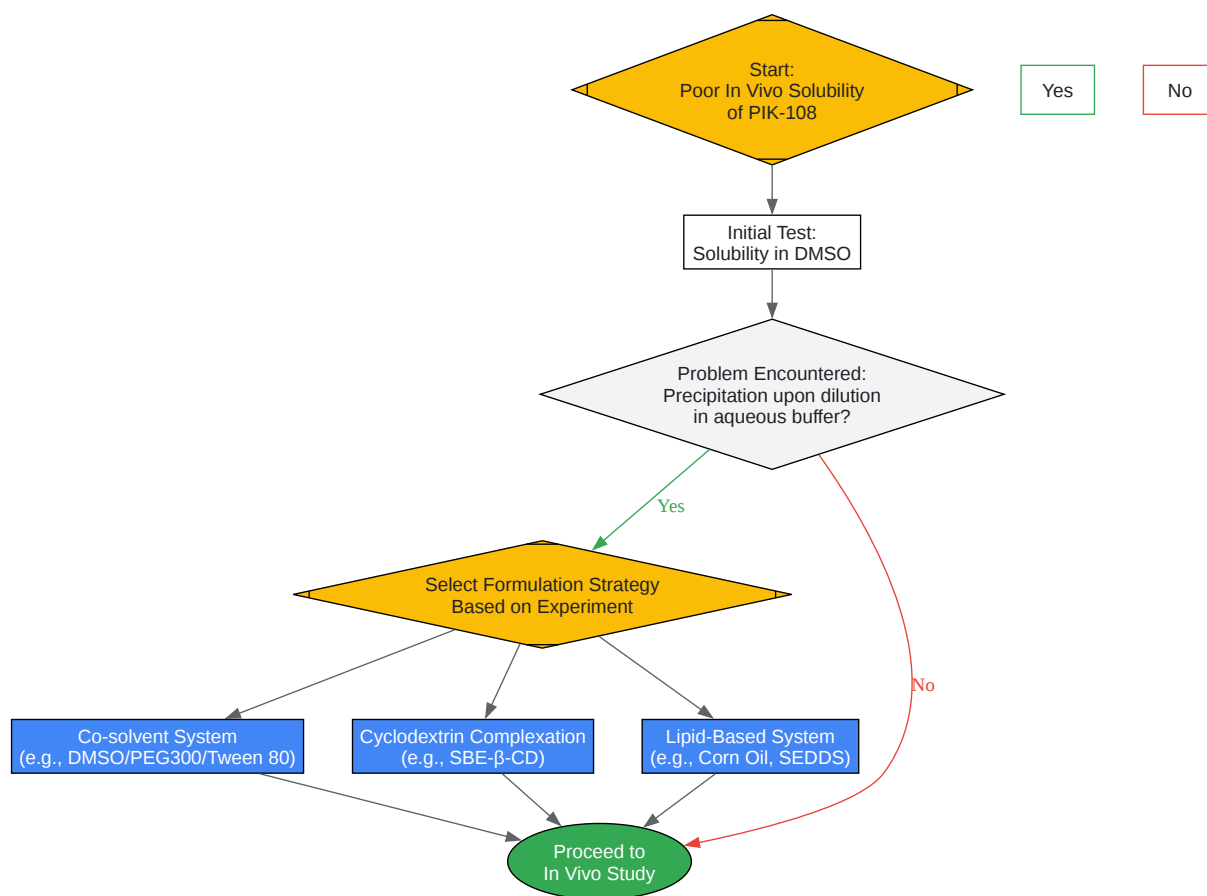 Start:
Poor In Vivo Solubility
of PIK-108
Yes
No
Initial Test:
Solubility in DMSO
Problem Encountered:
Precipitation upon dilution
in aqueous buffer?
Yes
Select Formulation Strategy
Based on Experiment
No
Co-solvent System
(e.g., DMSO/PEG300/Tween 80)
Cyclodextrin Complexation
(e.g., SBE-β-CD)
Lipid-Based System
(e.g., Corn Oil, SEDDS)
Proceed to
In Vivo Study